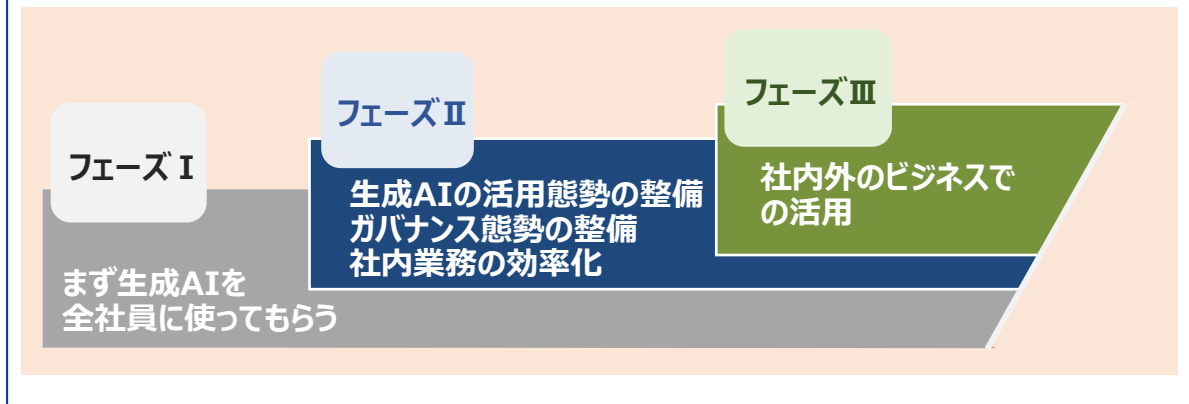 フェーズⅠ
まず生成AIを
全社員に使ってもらう
フェーズⅡ
生成AIの活用態勢の整備
ガバナンス態勢の整備
社内業務の効率化
フェーズⅢ
社内外のビジネスで
の活用